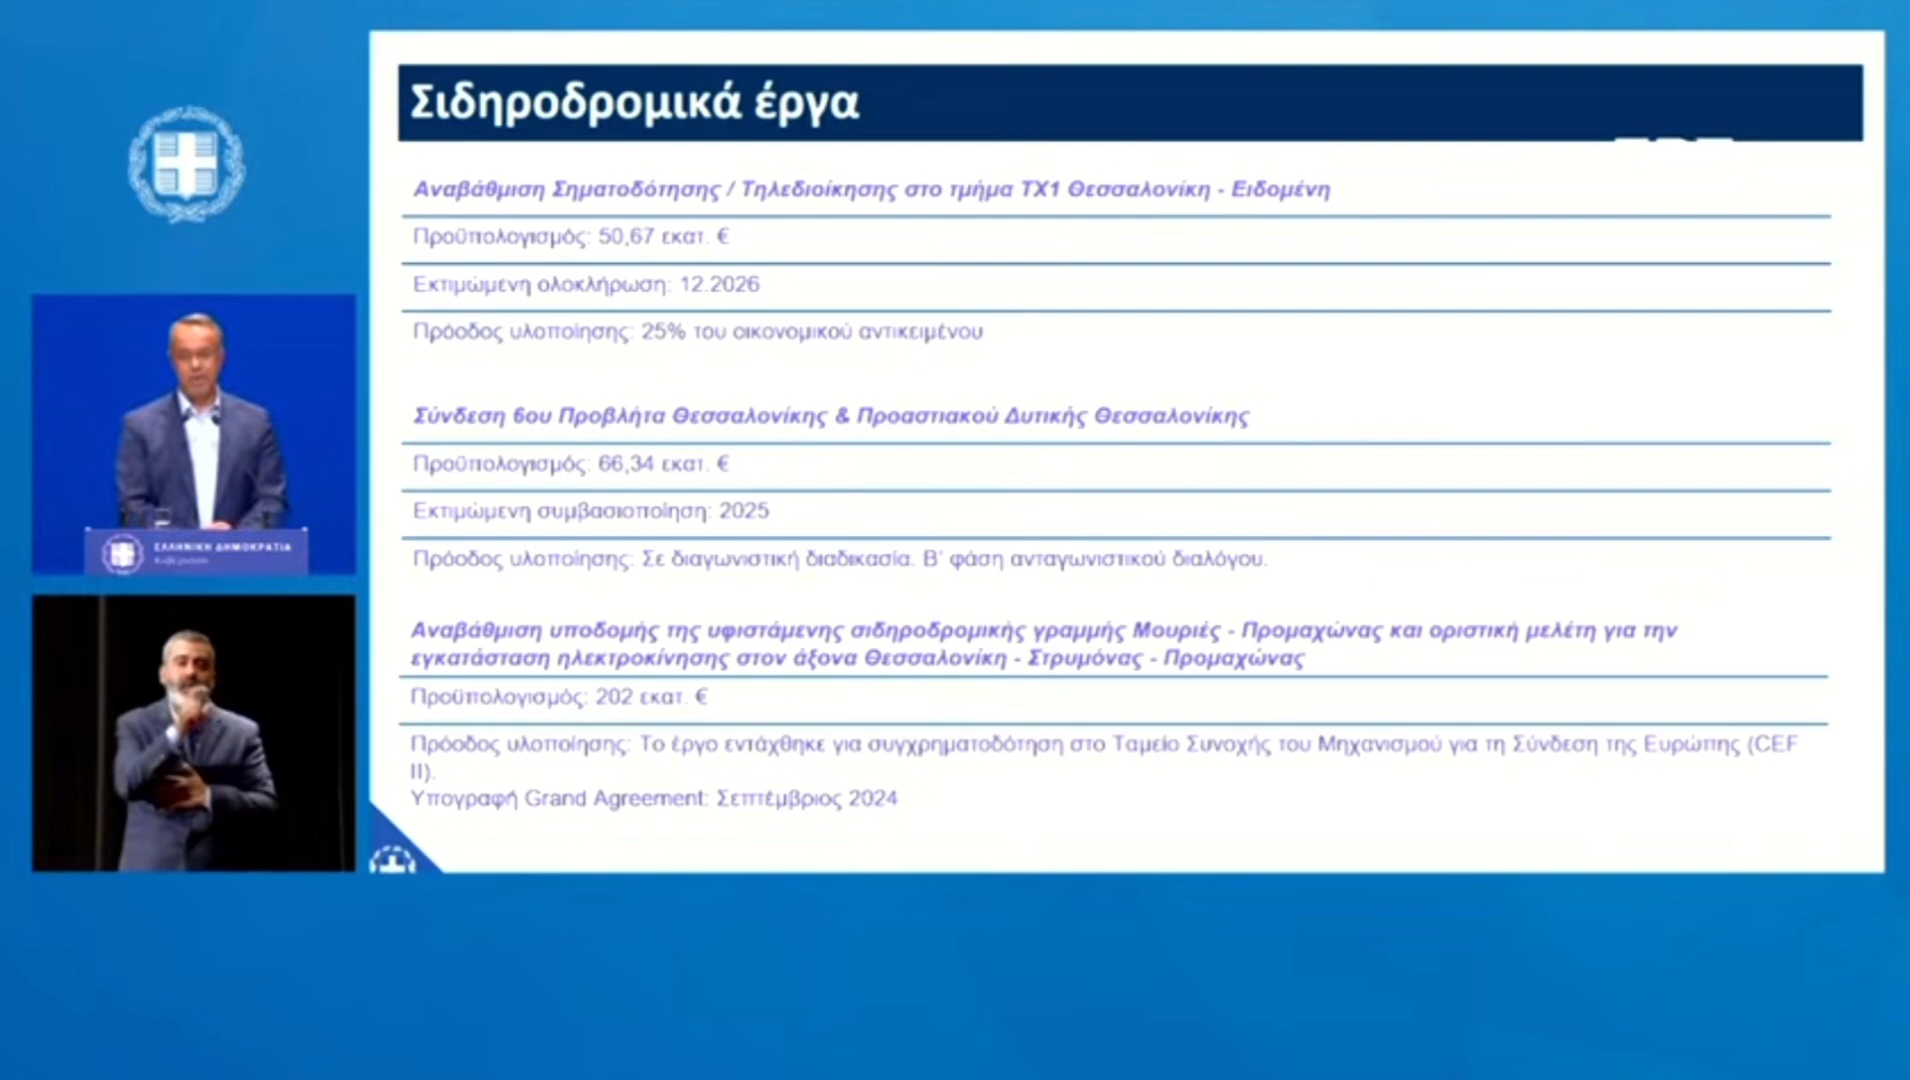 Σιδηροδρομικά έργα
Αναβάθμιση Σηματοδότησης / Τηλεδιοίκησης στο τμήμα ΤΧ1 Θεσσαλονίκη - Ειδομένη
Προϋπολογισμός: 50,67 εκατ. €
Εκτιμώμενη ολοκλήρωση: 12.2026
Πρόοδος υλοποίησης: 25% του οικονομικού αντικειμένου
Σύνδεση 6ου Προβλήτα Θεσσαλονίκης & Προαστιακού Δυτικής Θεσσαλονίκης
Προϋπολογισμός: 66,34 εκατ. €
Εκτιμώμενη συμβασιοποίηση: 2025
Πρόοδος υλοποίησης: Σε διαγωνιστική διαδικασία. Β' φάση ανταγωνιστικού διαλόγου.
Αναβάθμιση υποδομής της υφιστάμενης σιδηροδρομικής γραμμής Μουριές - Προμαχώνας και οριστική μελέτη για την
εγκατάσταση ηλεκτροκίνησης στον άξονα Θεσσαλονίκη - Στρυμόνας - Προμαχώνας
Προϋπολογισμός: 202 εκατ. €
Πρόοδος υλοποίησης: Το έργο εντάχθηκε για συγχρηματοδότηση στο Ταμείο Συνοχής του Μηχανισμού για τη Σύνδεση της Ευρώπης (CEF
II).
Υπογραφή Grand Agreement: Σεπτέμβριος 2024
ΕΛΛΗΝΙΚΗ ΔΗΜΟΚΡΑΤΙΑ
Κυβέρνηση